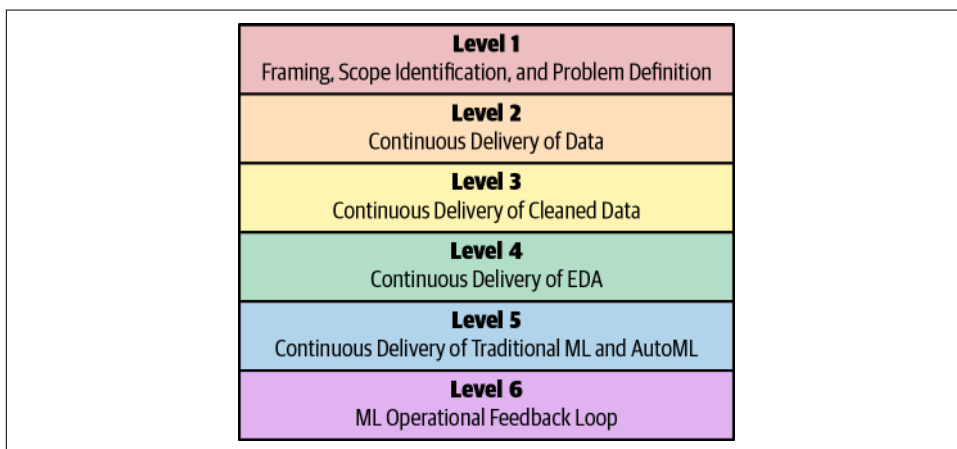 Level 1
Framing, Scope Identification, and Problem Definition
Level 2
Continuous Delivery of Data
Level 3
Continuous Delivery of Cleaned Data
Level 4
Continuous Delivery of EDA
Level 5
Continuous Delivery of Traditional ML and AutoML
Level 6
ML Operational Feedback Loop